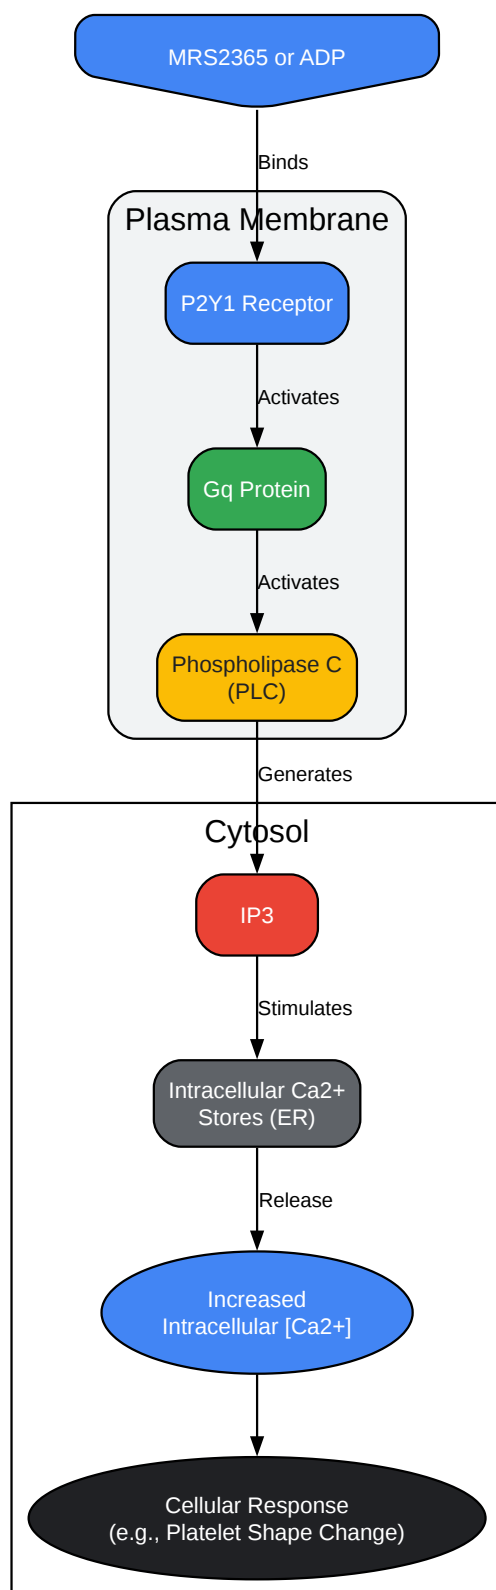 MRS2365 or ADP
Binds
Plasma Membrane
P2Y1 Receptor
Activates
Gq Protein
Activates
Phospholipase C
(PLC)
Generates
Cytosol
IP3
Stimulates
Intracellular Ca2+
Stores (ER)
Release
Increased
Intracellular [Ca2+]
Cellular Response
(e.g., Platelet Shape Change)